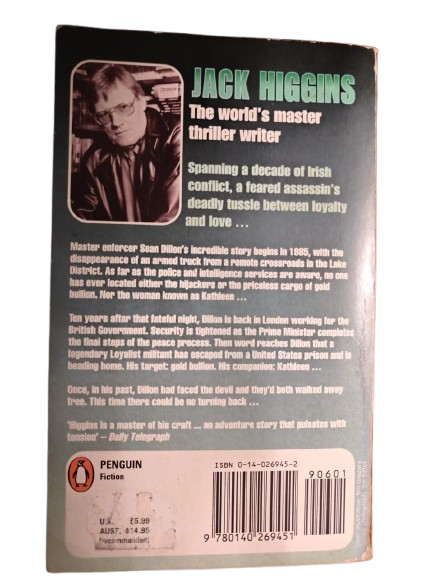 JACK HIGGINS
The world's master
thriller writer
Spanning a decade of Irish
conflict, a feared assassin's
deadly tussle between loyalty
and love ...
Master enforcer Sean Dillon's incredible story begins in 1985, with the
disappearance of an armed truck from a remote crossroads in the Lake
District. As far as the police and intelligence services are aware, no one
has ever located either the hijackers or the priceless cargo of gold
bullion. Nor the woman known as Kathleen ...
Ten years after that fateful night, Dillon is back in London working for the
British Government. Security is tightened as the Prime Minister completes
the final steps of the peace process. Then word reaches Dillon that a
legendary Loyalist militant has escaped from a United States prison and is
heading home. His target: gold bullion. His companion: Kathleen ...
Once, in his past, Dillon had faced the devil and they'd both walked away
free. This time there could be no turning back ...
'Higgins is a master of his craft ... an adventure story that pulsates with
tension' – Daily Telegraph
PENGUIN
Fiction
U.K. £5.99
AUST. $14.95
(recommended)
ISBN 0-14-026945-2
90601
9 780140 269451